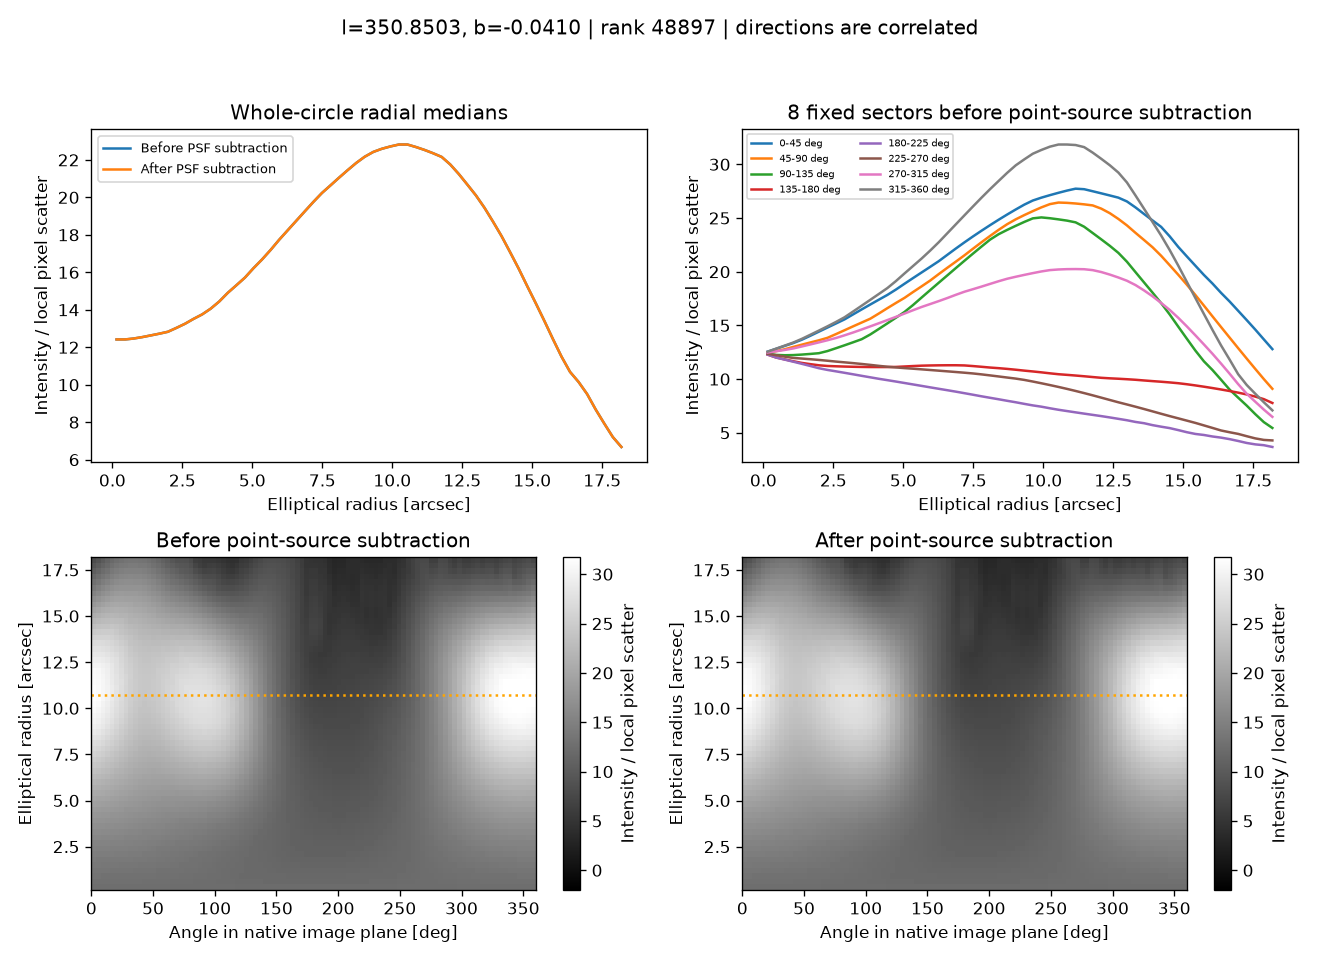 l=350.8503, b=-0.0410 | rank 48897 | directions are correlated
Whole-circle radial medians
Before PSF subtraction
After PSF subtraction
22
20
18
16
14
12
10
8
6
Intensity / local pixel scatter
0.0 2.5 5.0 7.5 10.0 12.5 15.0 17.5
Elliptical radius [arcsec]
8 fixed sectors before point-source subtraction
0-45 deg
45-90 deg
90-135 deg
135-180 deg
180-225 deg
225-270 deg
270-315 deg
315-360 deg
30
25
20
15
10
5
Intensity / local pixel scatter
0.0 2.5 5.0 7.5 10.0 12.5 15.0 17.5
Elliptical radius [arcsec]
Before point-source subtraction
17.5
15.0
12.5
10.0
7.5
5.0
2.5
Elliptical radius [arcsec]
0 50 100 150 200 250 300 350
Angle in native image plane [deg]
30
25
20
15
10
5
0
Intensity / local pixel scatter
After point-source subtraction
17.5
15.0
12.5
10.0
7.5
5.0
2.5
Elliptical radius [arcsec]
0 50 100 150 200 250 300 350
Angle in native image plane [deg]
30
25
20
15
10
5
0
Intensity / local pixel scatter